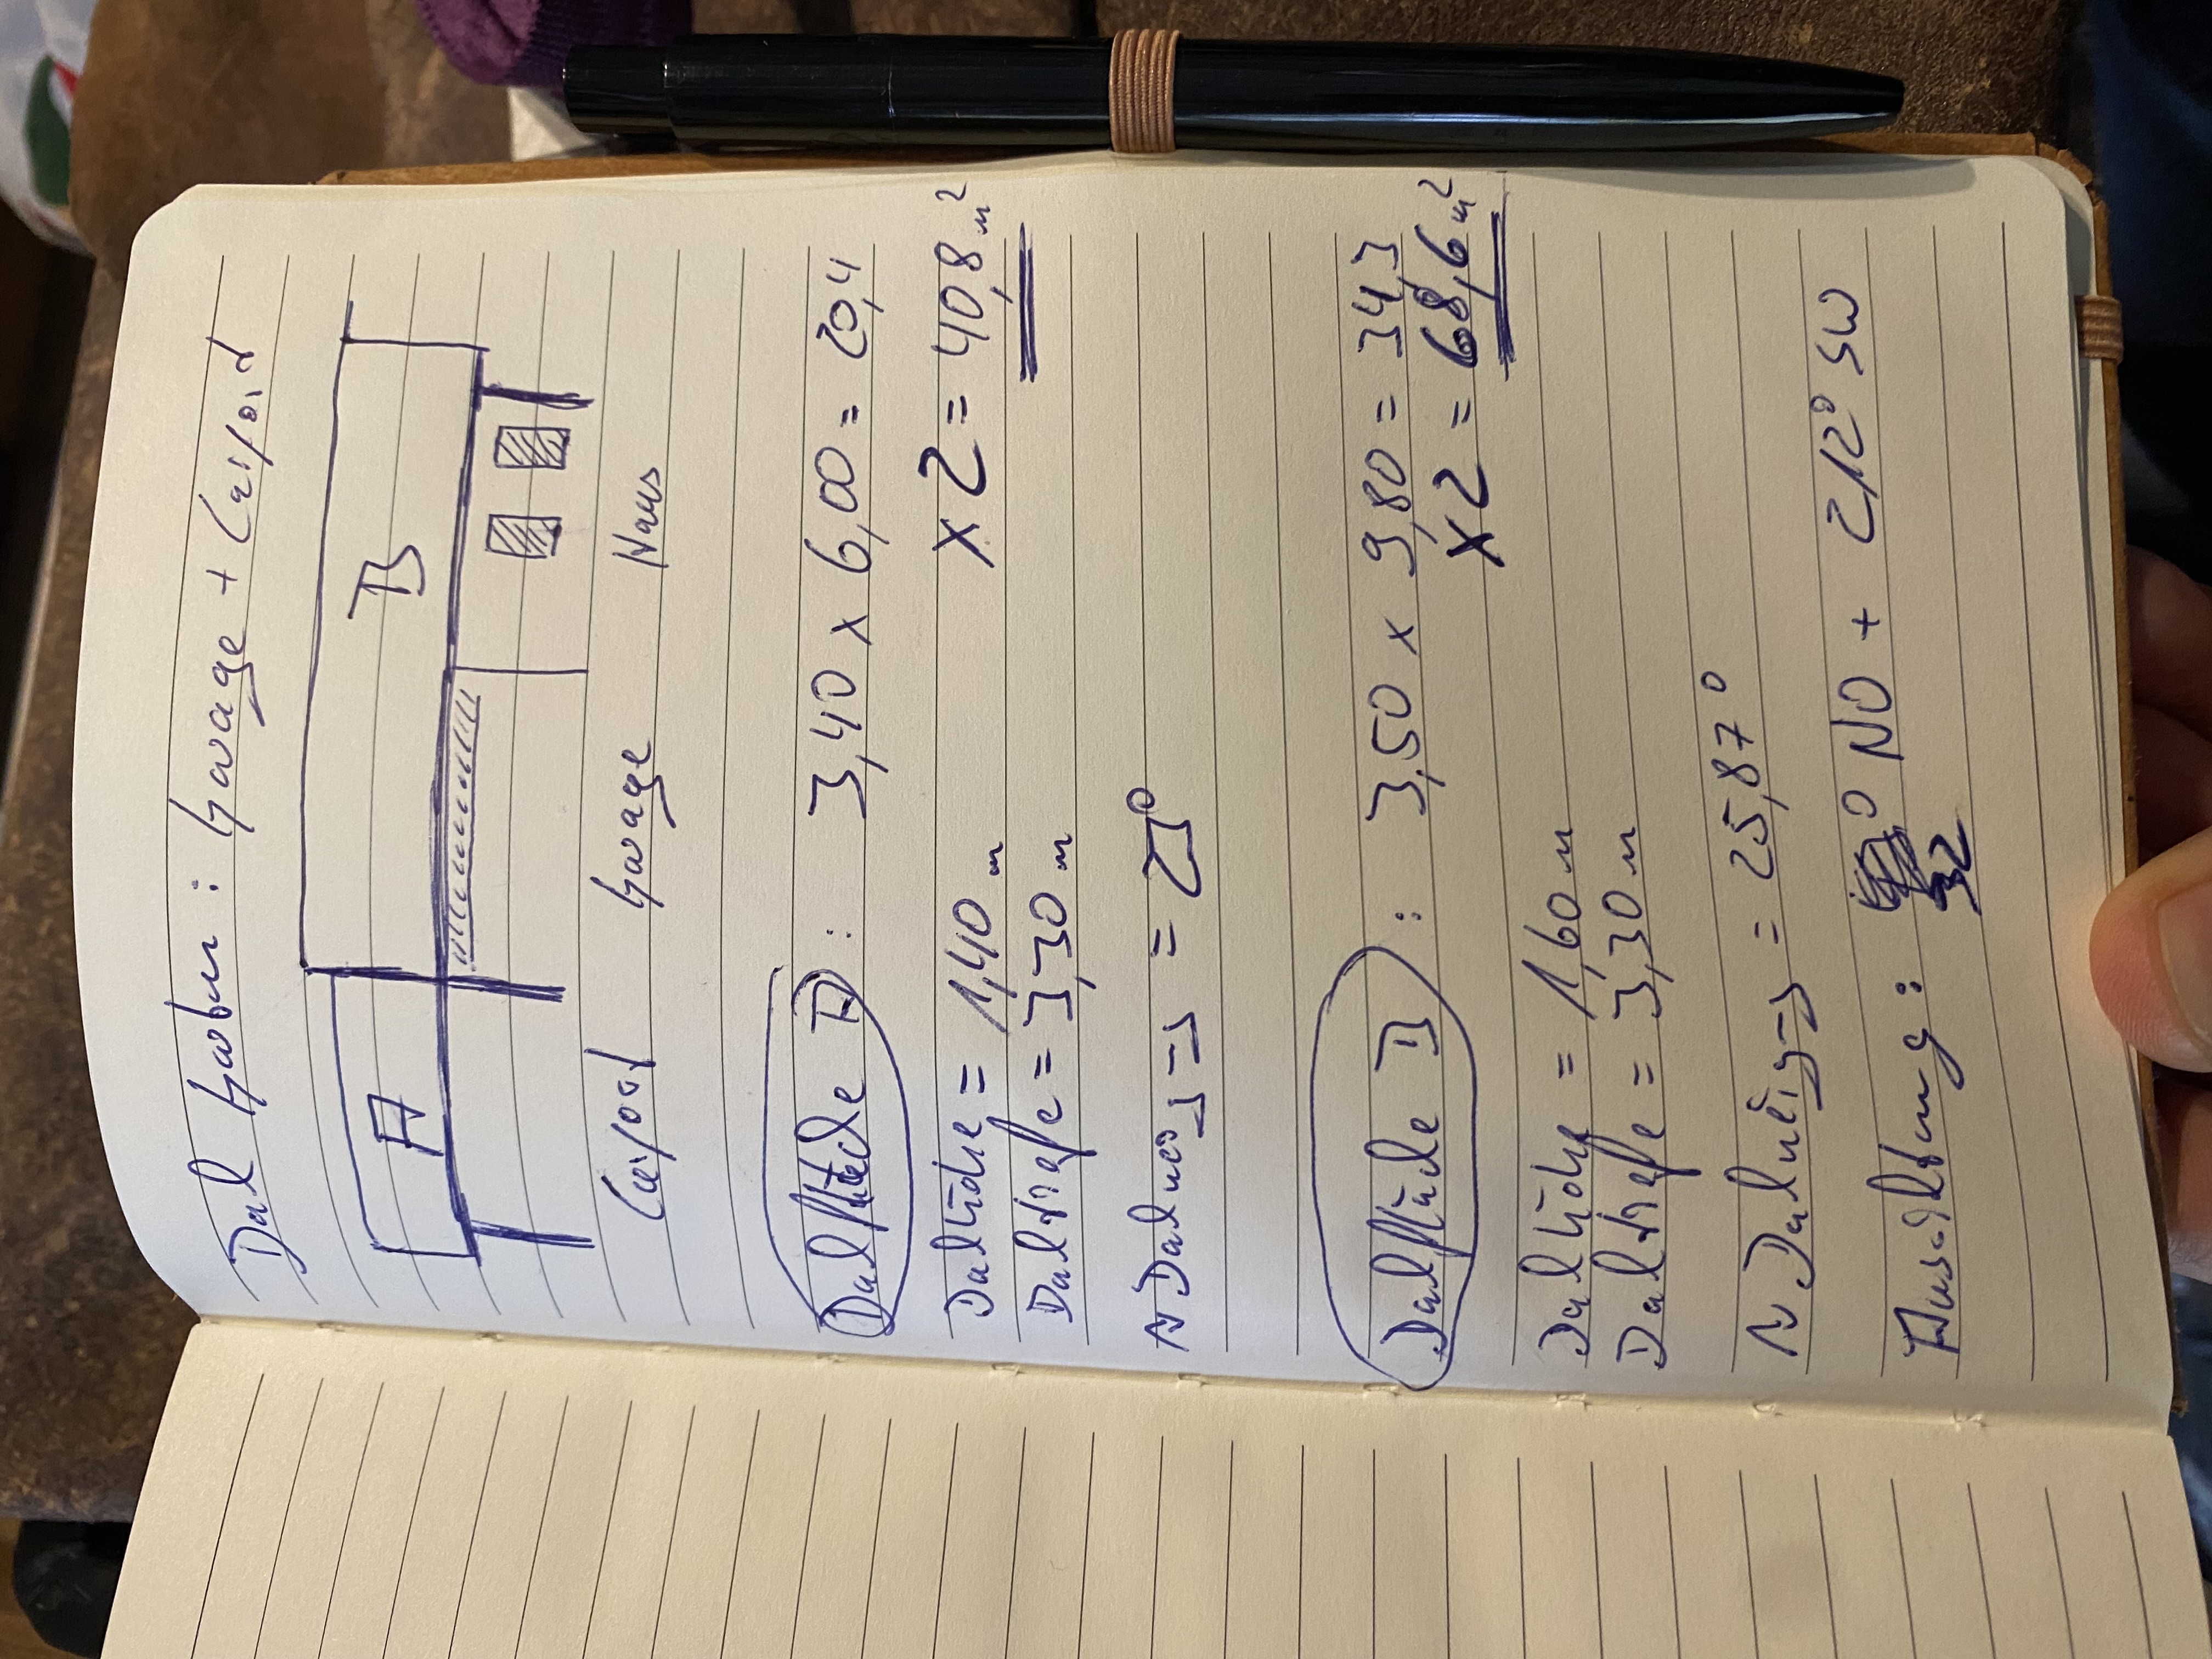 Dach Garten : Garage + Carport
A B
Carport Garage Haus
Dachfläche A : 3,40 x 6,00 = 20,4
x 2 = 40,8 m²
Dachhöhe = 1,40 m
Dachtiefe = 3,30 m
Dachneigung = 23°
Dachfläche B : 3,50 x 9,80 = 34,3
x 2 = 68,6 m²
Dachhöhe = 1,60 m
Dachtiefe = 3,30 m
Dachneigung = 25,87°
Ausrichtung : 32 ° NO + 212° SW